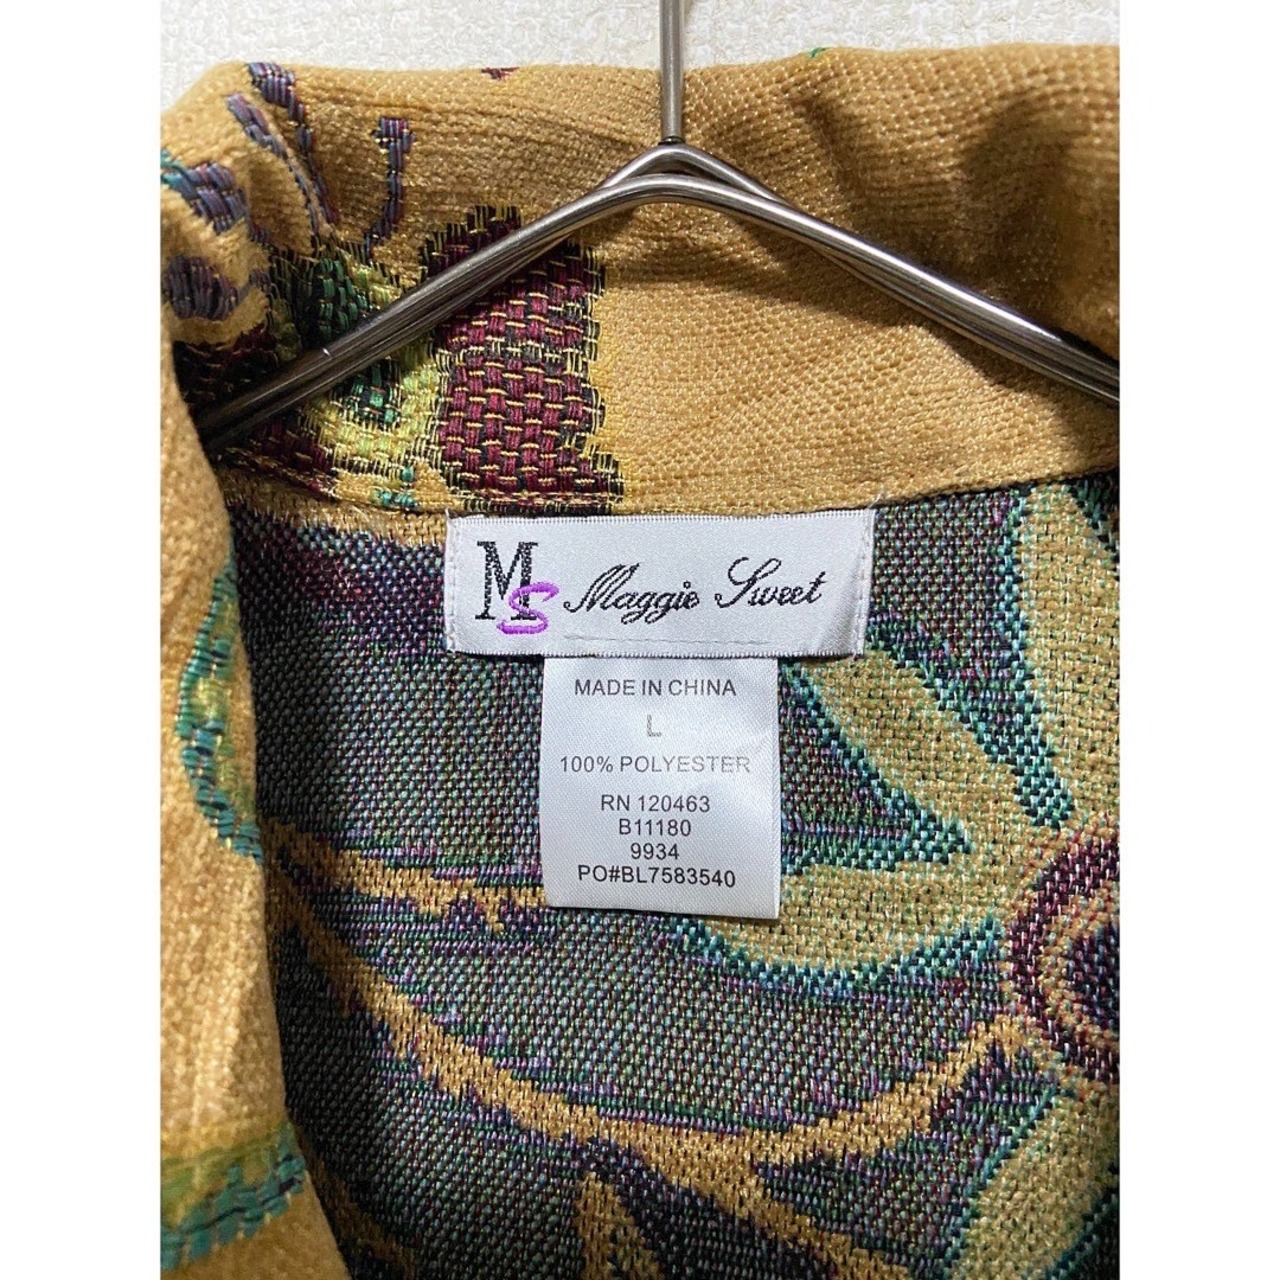 MS Maggie Sweet
MADE IN CHINA
L
100% POLYESTER
RN 120463
B11180
9934
PO#BL7583540